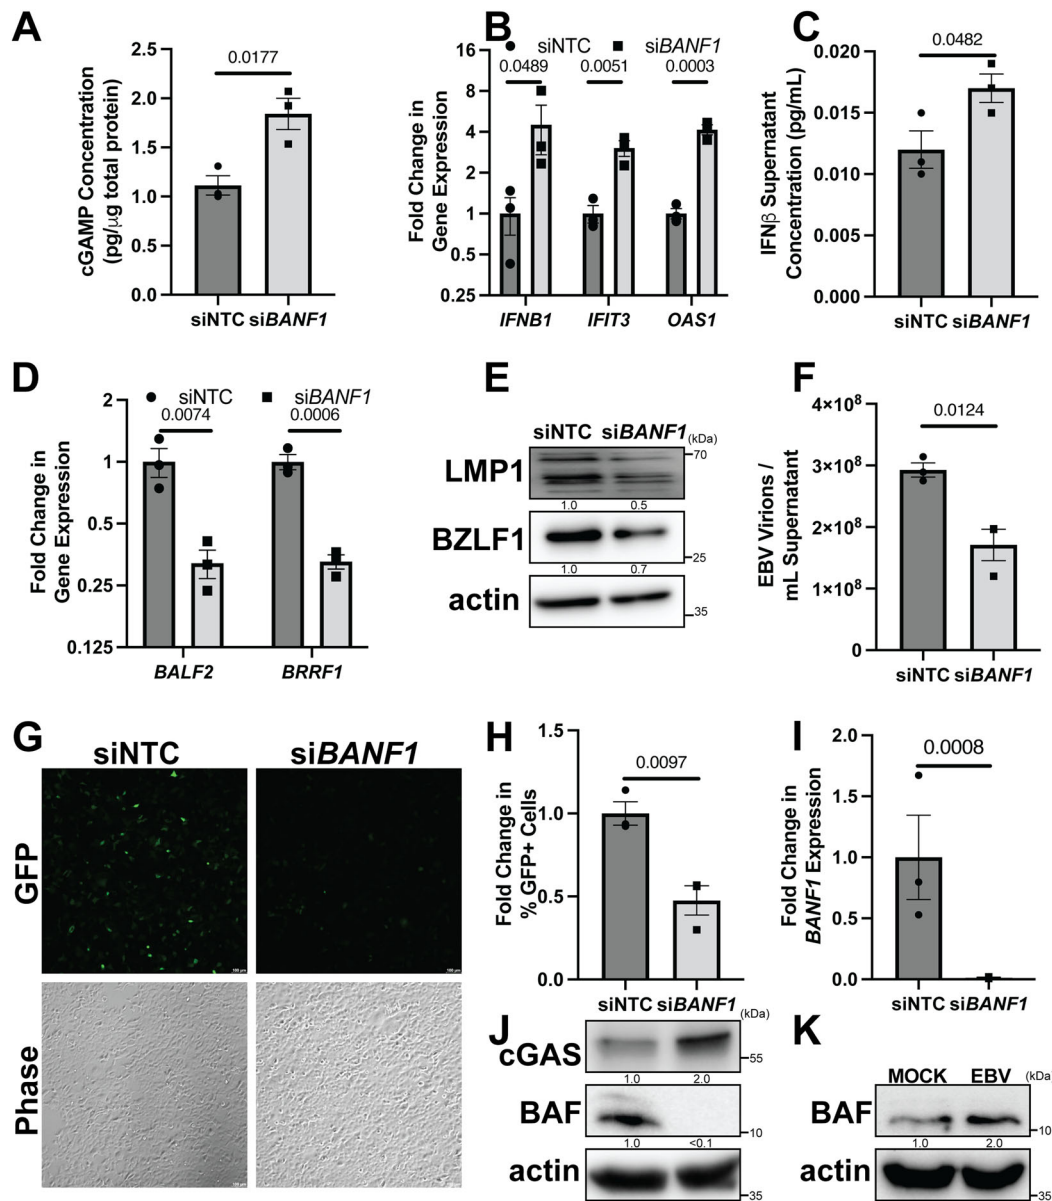 A
cGAMP Concentration
(pg/µg total protein)
2.5
2.0
1.5
1.0
0.5
0.0
0.0177
siNTC siBANF1
B
Fold Change in
Gene Expression
16
8
4
2
1
0.5
0.25
siNTC siBANF1
0.0489 0.0051 0.0003
IFNB1 IFIT3 OAS1
C
IFNβ Supernatant
Concentration (pg/mL)
0.020
0.015
0.010
0.005
0.000
0.0482
siNTC siBANF1
D
Fold Change in
Gene Expression
2
1
0.5
0.25
0.125
siNTC siBANF1
0.0074 0.0006
BALF2 BRRF1
E
siNTC siBANF1 (kDa)
LMP1 70
1.0 0.5
BZLF1 25
1.0 0.7
actin 35
F
EBV Virions /
mL Supernatant
4×10⁸
3×10⁸
2×10⁸
1×10⁸
0
0.0124
siNTC siBANF1
G
siNTC siBANF1
GFP
Phase
H
Fold Change in
% GFP+ Cells
1.5
1.0
0.5
0.0
0.0097
siNTC siBANF1
I
Fold Change in
BANF1 Expression
2.0
1.5
1.0
0.5
0.0
0.0008
siNTC siBANF1
J
(kDa)
cGAS 55
1.0 2.0
BAF 10
1.0 <0.1
actin 35
K
MOCK EBV (kDa
BAF 10
1.0 2.0
actin 35